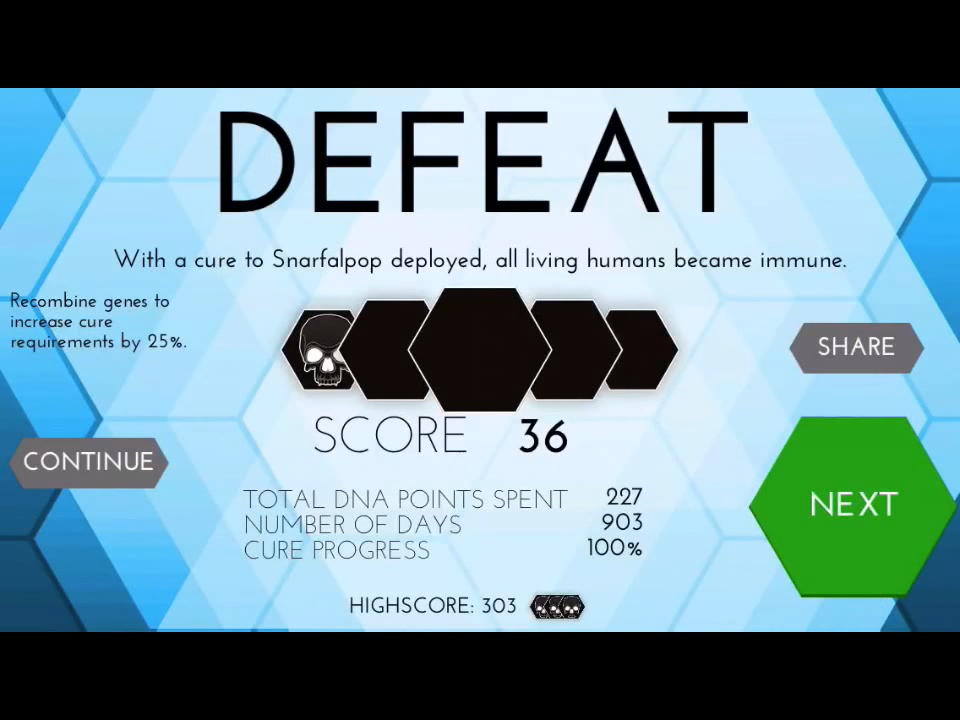 DEFEAT
With a cure to Snarfalpop deployed, all living humans became immune.
Recombine genes to
increase cure
requirements by 25%.
SHARE
SCORE 36
CONTINUE
TOTAL DNA POINTS SPENT 227
NUMBER OF DAYS 903
CURE PROGRESS 100%
NEXT
HIGHSCORE: 303